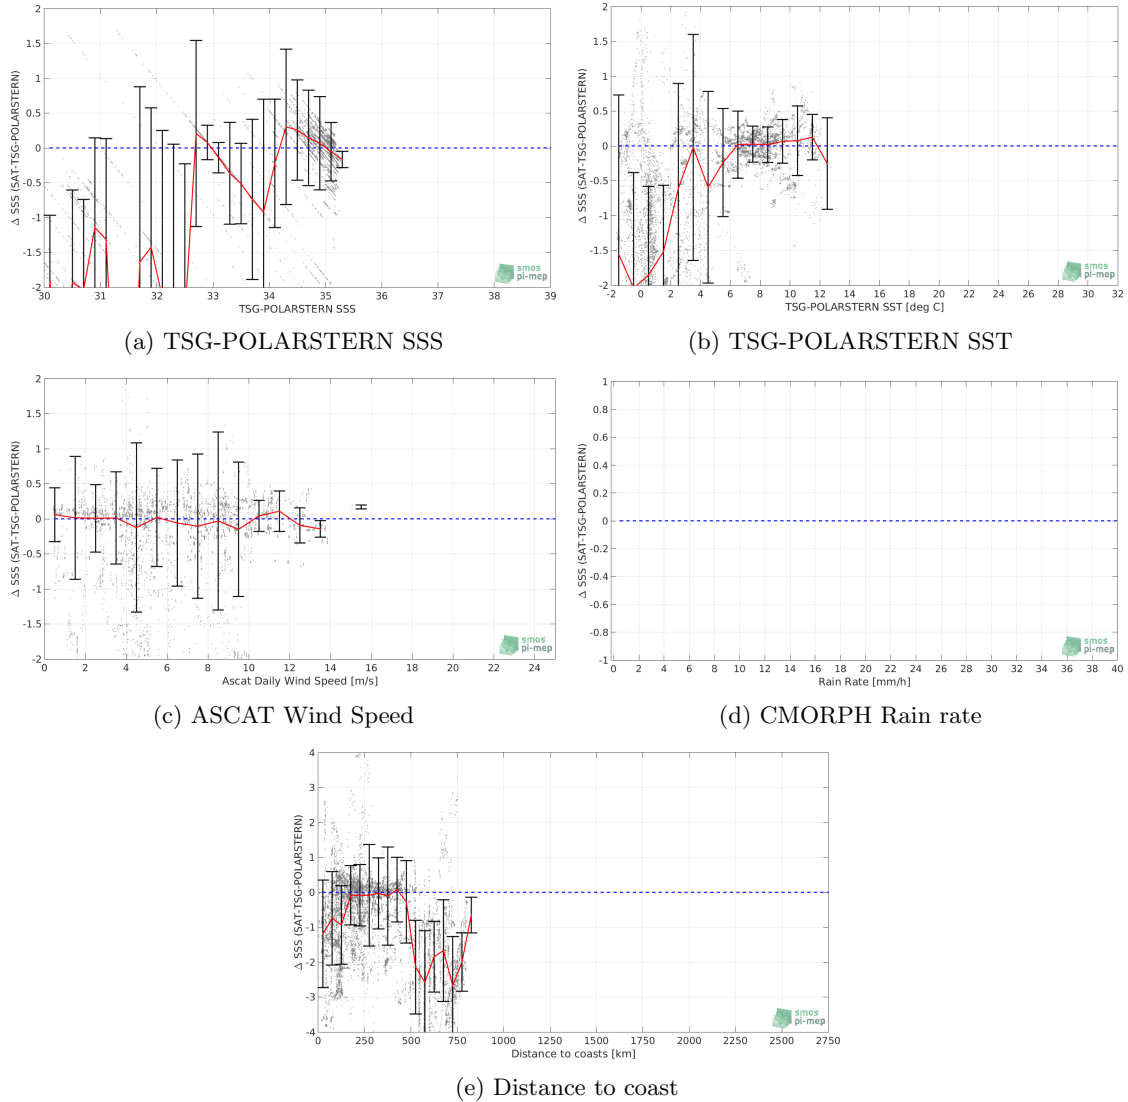 2
1.5
1
0.5
0
-0.5
-1
-1.5
-2
Δ SSS (SAT-TSG-POLARSTERN)
30 31 32 33 34 35 36 37 38 39
TSG-POLARSTERN SSS
smos
pi-mep
(a) TSG-POLARSTERN SSS
2
1.5
1
0.5
0
-0.5
-1
-1.5
-2
Δ SSS (SAT-TSG-POLARSTERN)
-2 0 2 4 6 8 10 12 14 16 18 20 22 24 26 28 30 32
TSG-POLARSTERN SST [deg C]
smos
pi-mep
(b) TSG-POLARSTERN SST
2
1.5
1
0.5
0
-0.5
-1
-1.5
-2
Δ SSS (SAT-TSG-POLARSTERN)
0 2 4 6 8 10 12 14 16 18 20 22 24
Ascat Daily Wind Speed [m/s]
smos
pi-mep
(c) ASCAT Wind Speed
1
0.8
0.6
0.4
0.2
0
-0.2
-0.4
-0.6
-0.8
-1
Δ SSS (SAT-TSG-POLARSTERN)
0 2 4 6 8 10 12 14 16 18 20 22 24 26 28 30 32 34 36 38 40
Rain Rate [mm/h]
smos
pi-mep
(d) CMORPH Rain rate
4
3
2
1
0
-1
-2
-3
-4
Δ SSS (SAT-TSG-POLARSTERN)
0 250 500 750 1000 1250 1500 1750 2000 2250 2500 2750
Distance to coasts [km]
smos
pi-mep
(e) Distance to coast